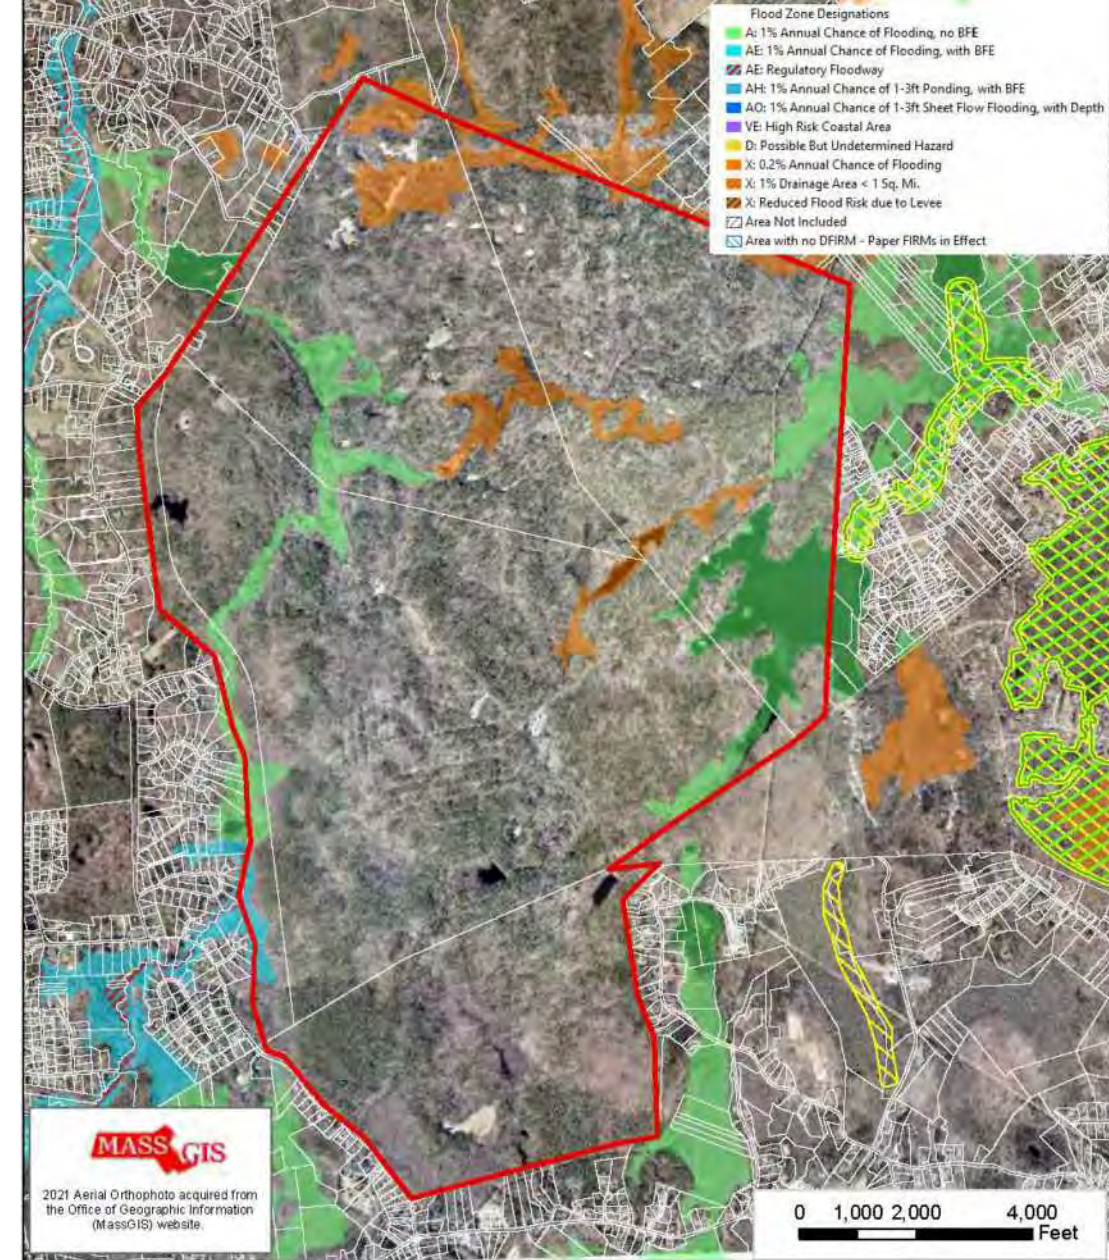 Flood Zone Designations
A: 1% Annual Chance of Flooding, no BFE
AE: 1% Annual Chance of Flooding, with BFE
AE: Regulatory Floodway
AH: 1% Annual Chance of 1-3ft Ponding, with BFE
AO: 1% Annual Chance of 1-3ft Sheet Flow Flooding, with Depth
VE: High Risk Coastal Area
D: Possible But Undetermined Hazard
X: 0.2% Annual Chance of Flooding
X: 1% Drainage Area < 1 Sq. Mi.
X: Reduced Flood Risk due to Levee
Area Not Included
Area with no DFIRM - Paper FIRMs in Effect
MASS GIS
2021 Aerial Orthophoto acquired from
the Office of Geographic Information
(MassGIS) website.
0 1,000 2,000 4,000
Feet